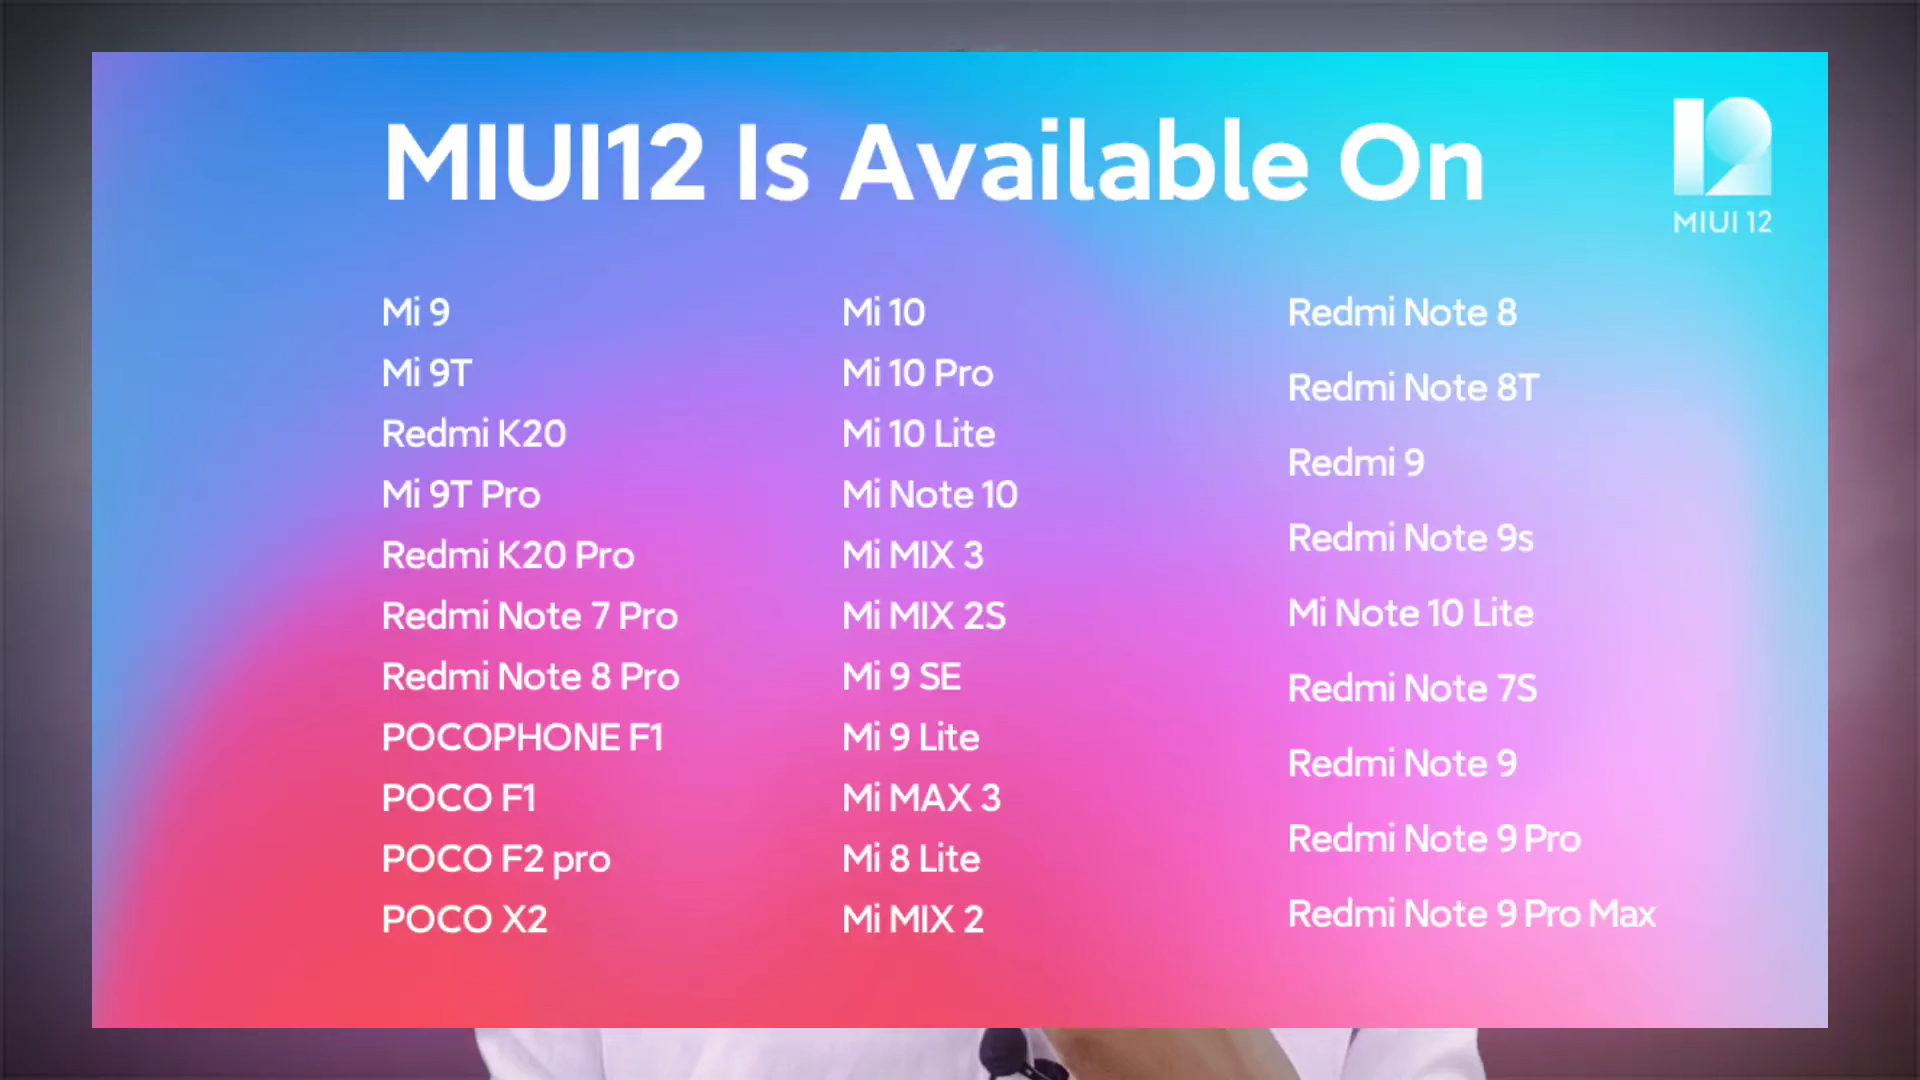 MIUI12 Is Available On
MIUI 12
Mi 9
Mi 9T
Redmi K20
Mi 9T Pro
Redmi K20 Pro
Redmi Note 7 Pro
Redmi Note 8 Pro
POCOPHONE F1
POCO F1
POCO F2 pro
POCO X2
Mi 10
Mi 10 Pro
Mi 10 Lite
Mi Note 10
Mi MIX 3
Mi MIX 2S
Mi 9 SE
Mi 9 Lite
Mi MAX 3
Mi 8 Lite
Mi MIX 2
Redmi Note 8
Redmi Note 8T
Redmi 9
Redmi Note 9s
Mi Note 10 Lite
Redmi Note 7S
Redmi Note 9
Redmi Note 9 Pro
Redmi Note 9 Pro Max